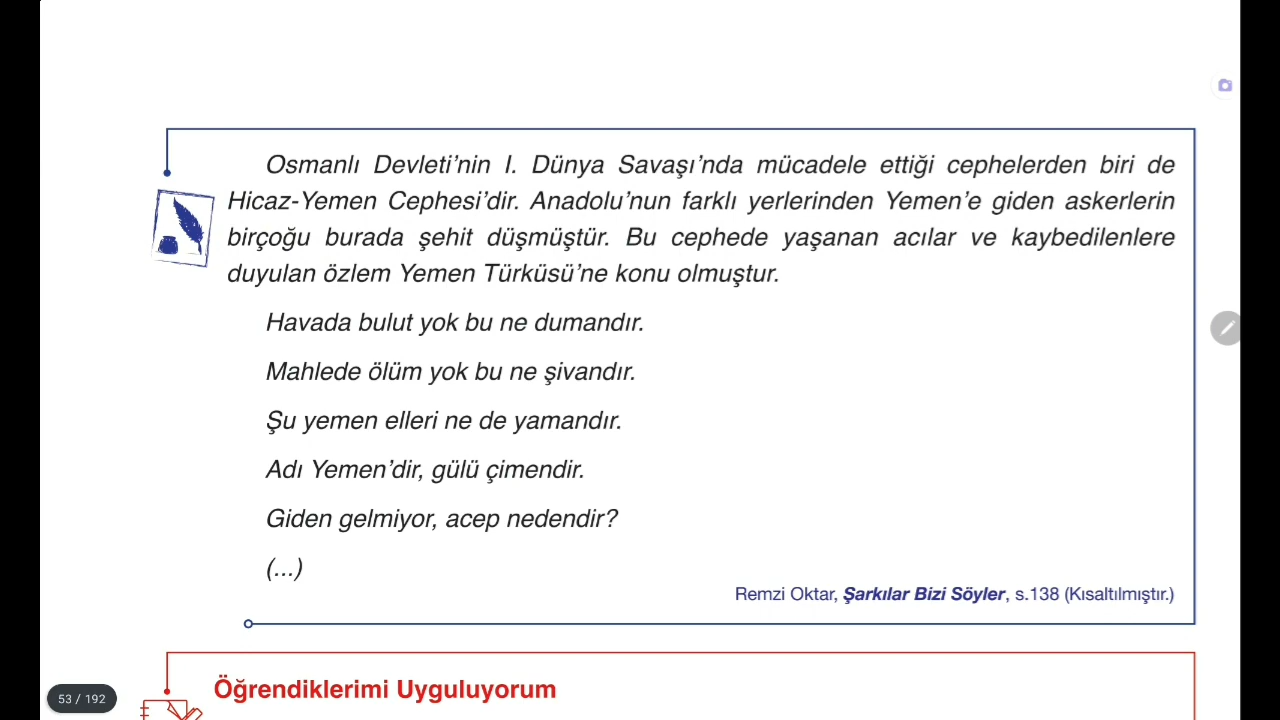 Osmanlı Devleti’nin I. Dünya Savaşı’nda mücadele ettiği cephelerden biri de
Hicaz-Yemen Cephesi’dir. Anadolu’nun farklı yerlerinden Yemen’e giden askerlerin
birçoğu burada şehit düşmüştür. Bu cephede yaşanan acılar ve kaybedilenlere
duyulan özlem Yemen Türküsü’ne konu olmuştur.
Havada bulut yok bu ne dumandır.
Mahlede ölüm yok bu ne şivandır.
Şu yemen elleri ne de yamandır.
Adı Yemen’dir, gülü çimendir.
Giden gelmiyor, acep nedendir?
(...)
Remzi Oktar, Şarkılar Bizi Söyler, s.138 (Kısaltılmıştır.)
Öğrendiklerimi Uyguluyorum
53 / 192